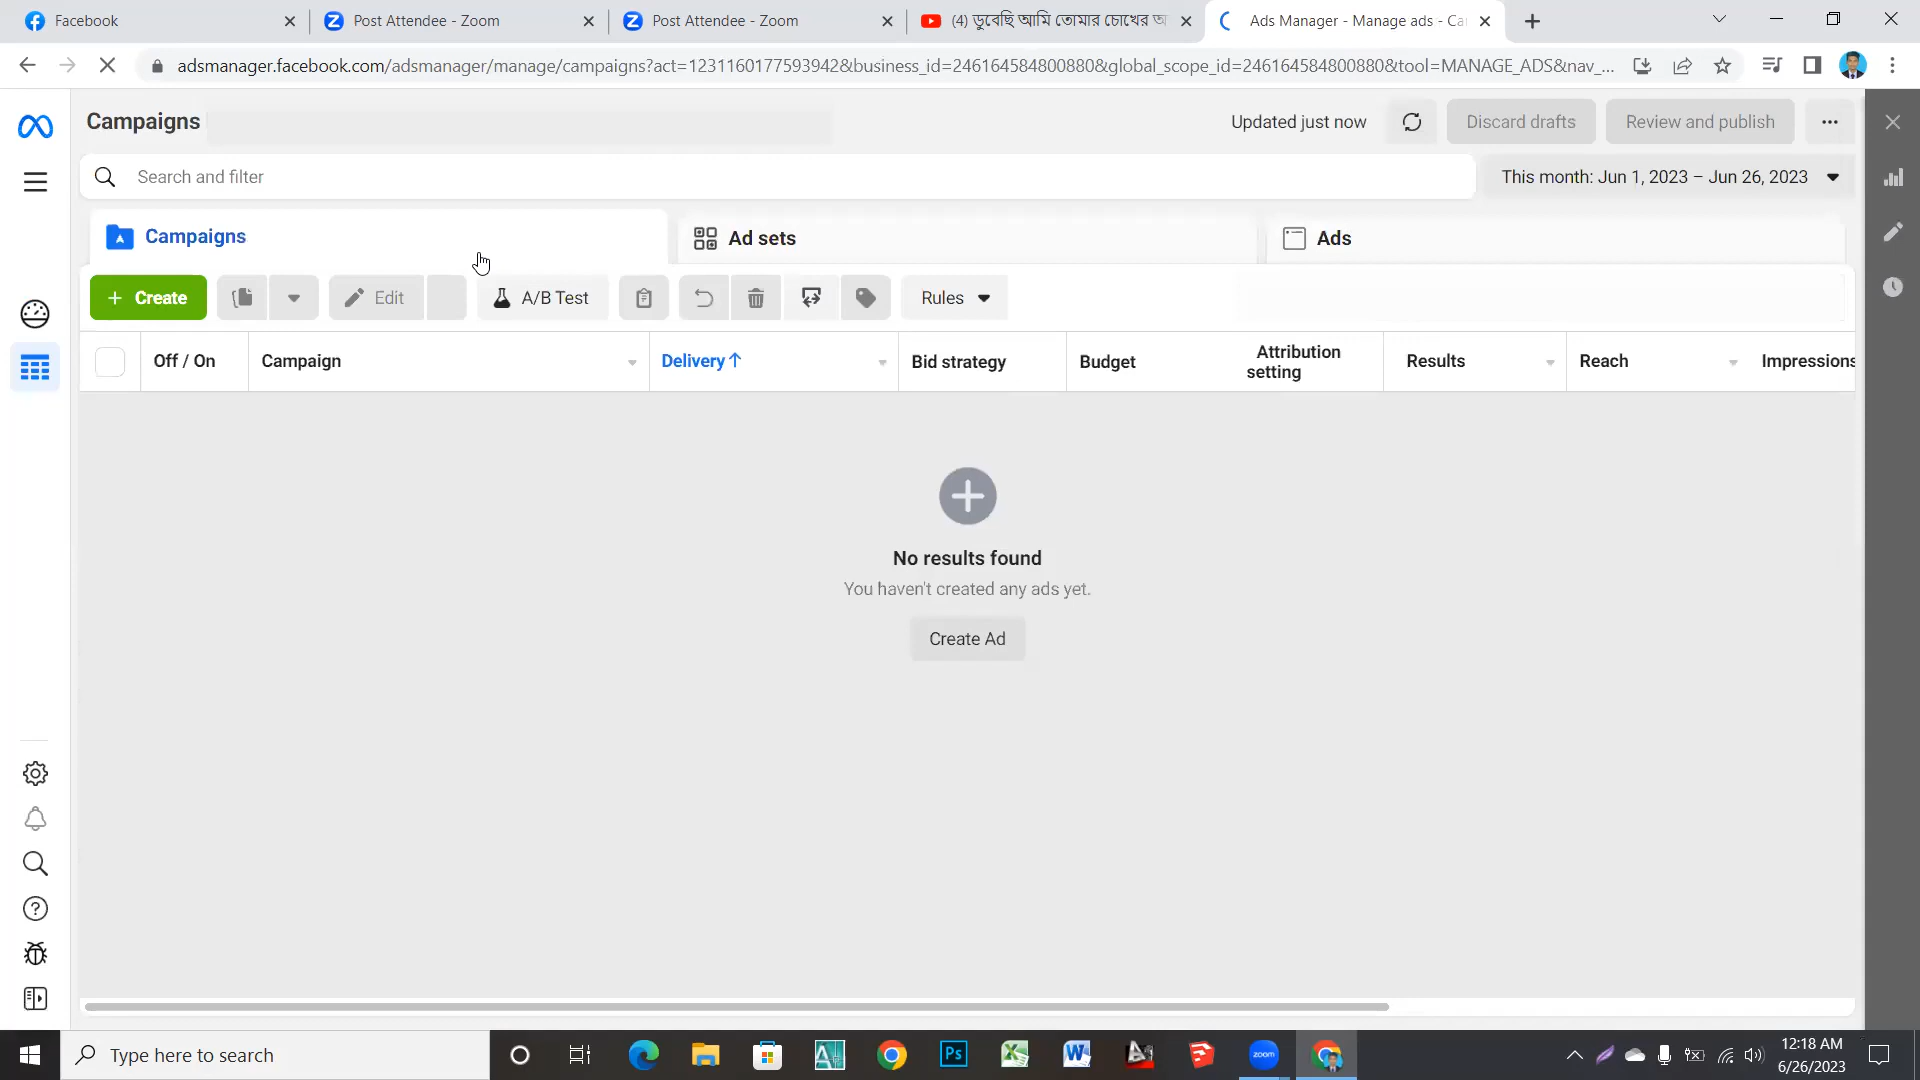 Facebook
Post Attendee - Zoom
Post Attendee - Zoom
(4) ডুবেছি আমি তোমার চোখের অ
Ads Manager - Manage ads - Ca
adsmanager.facebook.com/adsmanager/manage/campaigns?act=1231160177593942&business_id=246164584800880&global_scope_id=246164584800880&tool=MANAGE_ADS&nav_...
Campaigns
Updated just now
Discard drafts
Review and publish
Search and filter
This month: Jun 1, 2023 – Jun 26, 2023
Campaigns
Ad sets
Ads
+ Create
Edit
A/B Test
Rules
Off / On
Campaign
Delivery↑
Bid strategy
Budget
Attribution
setting
Results
Reach
Impressions
No results found
You haven't created any ads yet.
Create Ad
Type here to search
Ps
zoom
12:18 AM
6/26/2023